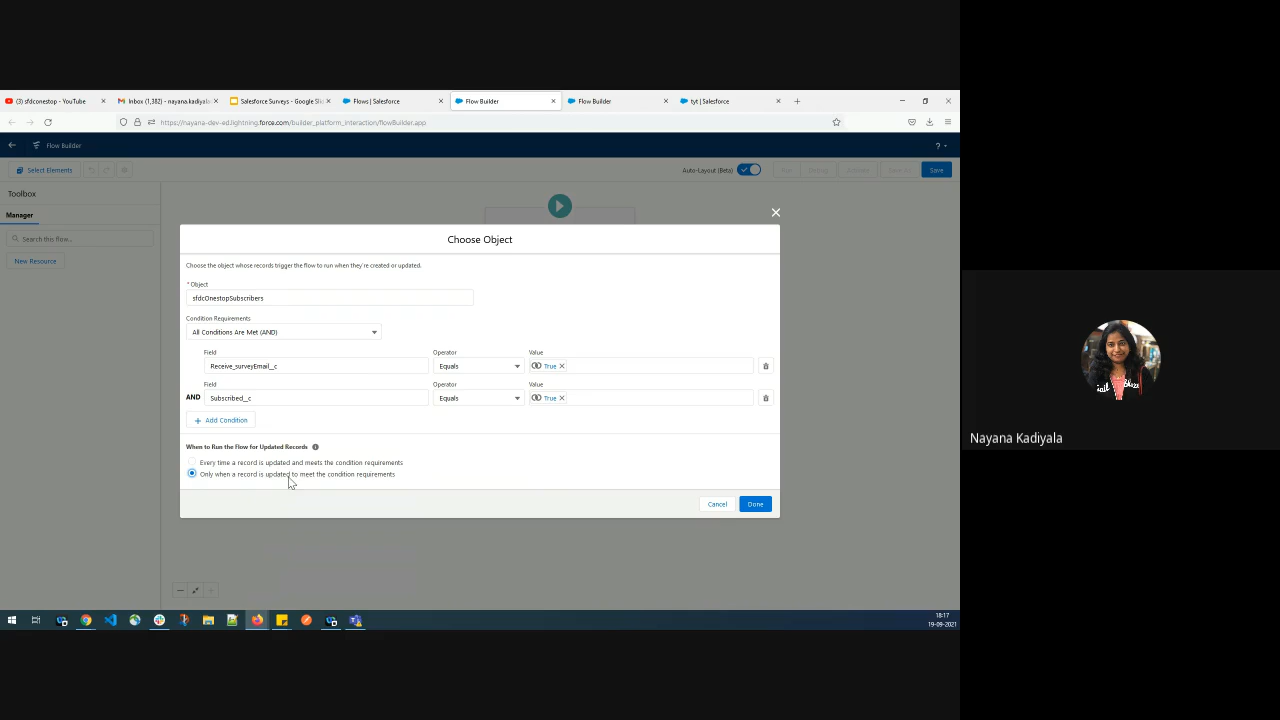 (3) sfdconestop - YouTube
Inbox (1,382) - nayana.kadiyala
Salesforce Surveys - Google Slid
Flows | Salesforce
Flow Builder
Flow Builder
tyt | Salesforce
https://nayana-dev-ed.lightning.force.com/builder_platform_interaction/flowBuilder.app
Flow Builder
?
Select Elements
Auto-Layout (Beta)
Save
Toolbox
Manager
Search this flow...
New Resource
Choose Object
Choose the object whose records trigger the flow to run when they're created or updated.
* Object
sfdcOnestopSubscribers
Condition Requirements
All Conditions Are Met (AND)
Field Operator Value
Receive_surveyEmail__c Equals True
Field Operator Value
AND Subscribed__c Equals True
+ Add Condition
When to Run the Flow for Updated Records
Every time a record is updated and meets the condition requirements
Only when a record is updated to meet the condition requirements
Cancel Done
Nayana Kadiyala
18:17
19-09-2021